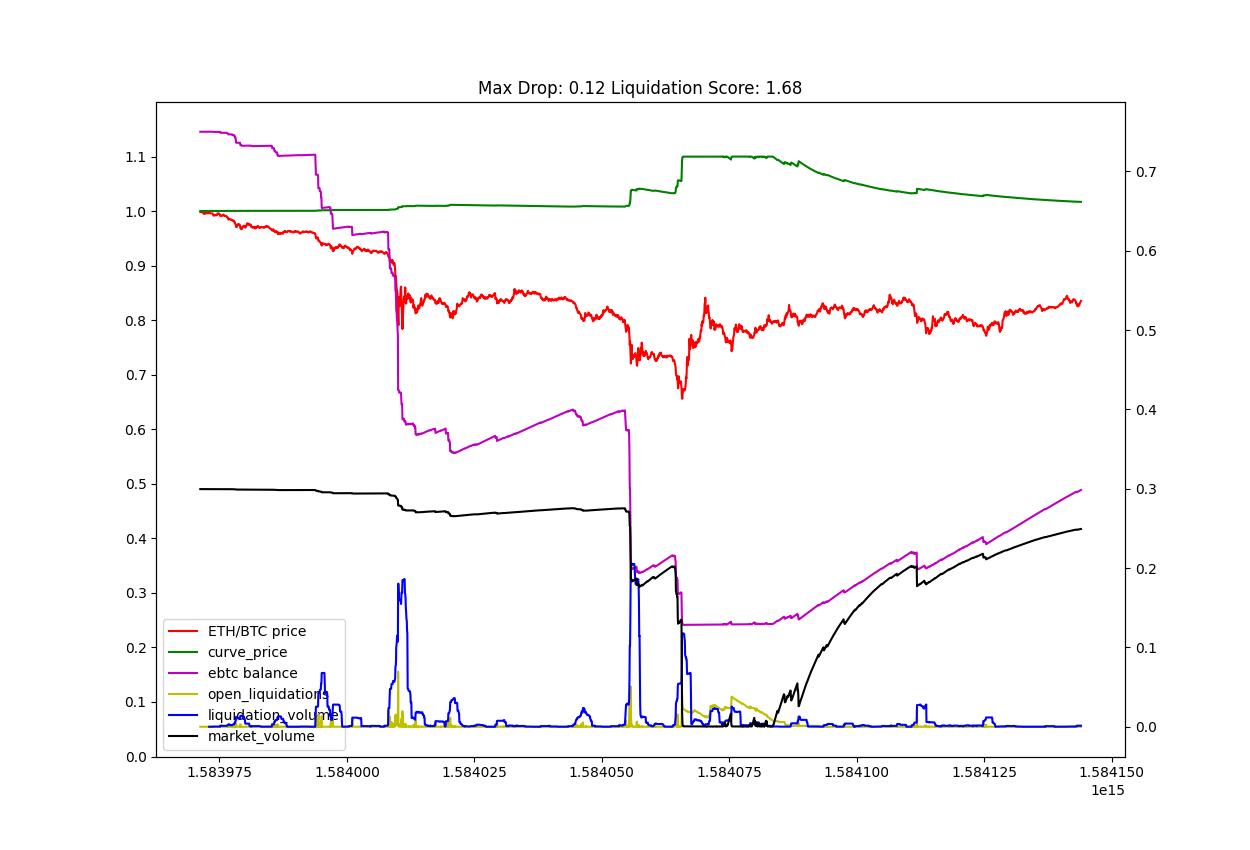 Max Drop: 0.12 Liquidation Score: 1.68
1.1
1.0
0.9
0.8
0.7
0.6
0.5
0.4
0.3
0.2
0.1
0.0
0.7
0.6
0.5
0.4
0.3
0.2
0.1
0.0
ETH/BTC price
curve_price
ebtc balance
open_liquidations
liquidation_volume
market_volume
1.583975 1.584000 1.584025 1.584050 1.584075 1.584100 1.584125 1.584150
1e15